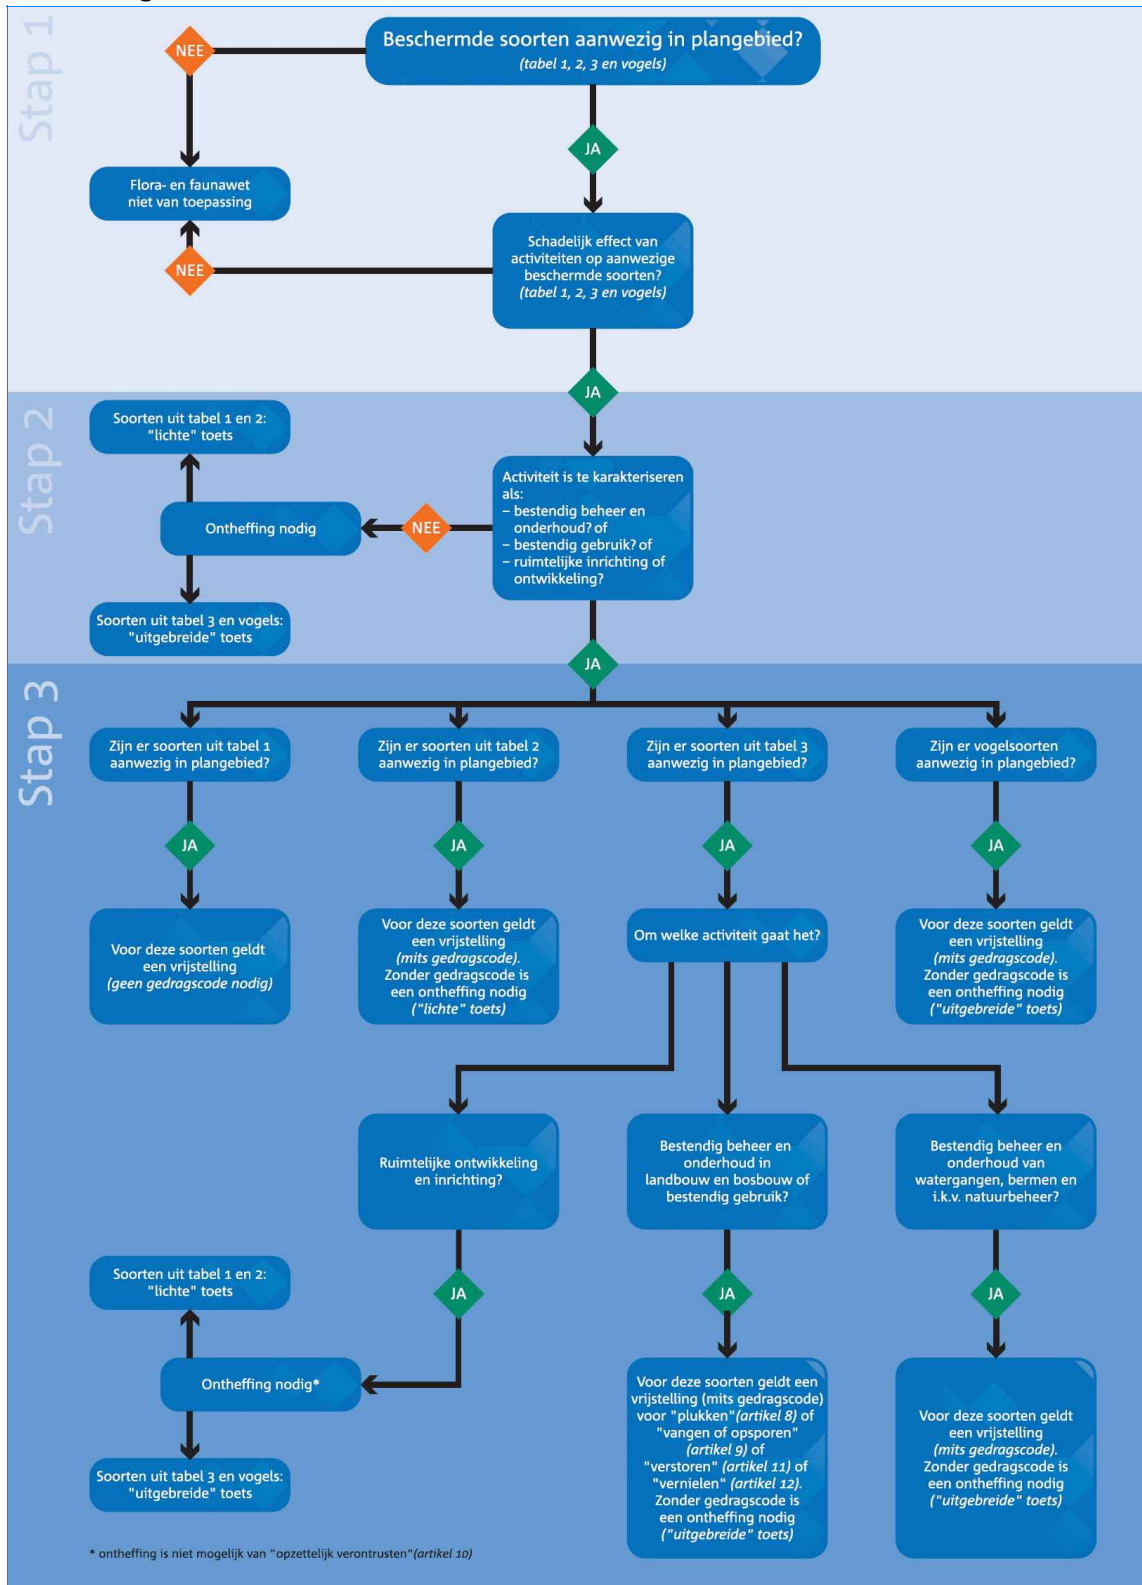 Stap 1
Beschermde soorten aanwezig in plangebied?
(tabel 1, 2, 3 en vogels)
NEE
JA
Flora- en faunawet
niet van toepassing
Schadelijk effect van
activiteiten op aanwezige
beschermde soorten?
(tabel 1, 2, 3 en vogels)
NEE
JA
Stap 2
Soorten uit tabel 1 en 2:
"lichte" toets
Activiteit is te karakteriseren
als:
– bestendig beheer en
onderhoud? of
– bestendig gebruik? of
– ruimtelijke inrichting of
ontwikkeling?
NEE
Ontheffing nodig
Soorten uit tabel 3 en vogels:
"uitgebreide" toets
JA
Stap 3
Zijn er soorten uit tabel 1
aanwezig in plangebied?
Zijn er soorten uit tabel 2
aanwezig in plangebied?
Zijn er soorten uit tabel 3
aanwezig in plangebied?
Zijn er vogelsoorten
aanwezig in plangebied?
JA
JA
JA
JA
Voor deze soorten geldt
een vrijstelling
(geen gedragscode nodig)
Voor deze soorten geldt
een vrijstelling
(mits gedragscode).
Zonder gedragscode is
een ontheffing nodig
("lichte" toets)
Om welke activiteit gaat het?
Voor deze soorten geldt
een vrijstelling
(mits gedragscode).
Zonder gedragscode is
een ontheffing nodig
("uitgebreide" toets)
Ruimtelijke ontwikkeling
en inrichting?
Bestendig beheer en
onderhoud in
landbouw en bosbouw of
bestendig gebruik?
Bestendig beheer en
onderhoud van
watergangen, bermen en
i.k.v. natuurbeheer?
JA
JA
JA
Soorten uit tabel 1 en 2:
"lichte" toets
Ontheffing nodig*
Soorten uit tabel 3 en vogels:
"uitgebreide" toets
Voor deze soorten geldt een
vrijstelling (mits gedragscode)
voor "plukken"(artikel 8) of
"vangen of opsporen"
(artikel 9) of
"verstoren" (artikel 11) of
"vernielen" (artikel 12).
Zonder gedragscode is
een ontheffing nodig
("uitgebreide" toets)
Voor deze soorten geldt
een vrijstelling
(mits gedragscode).
Zonder gedragscode is
een ontheffing nodig
("uitgebreide" toets)
* ontheffing is niet mogelijk van "opzettelijk verontrusten"(artikel 10)